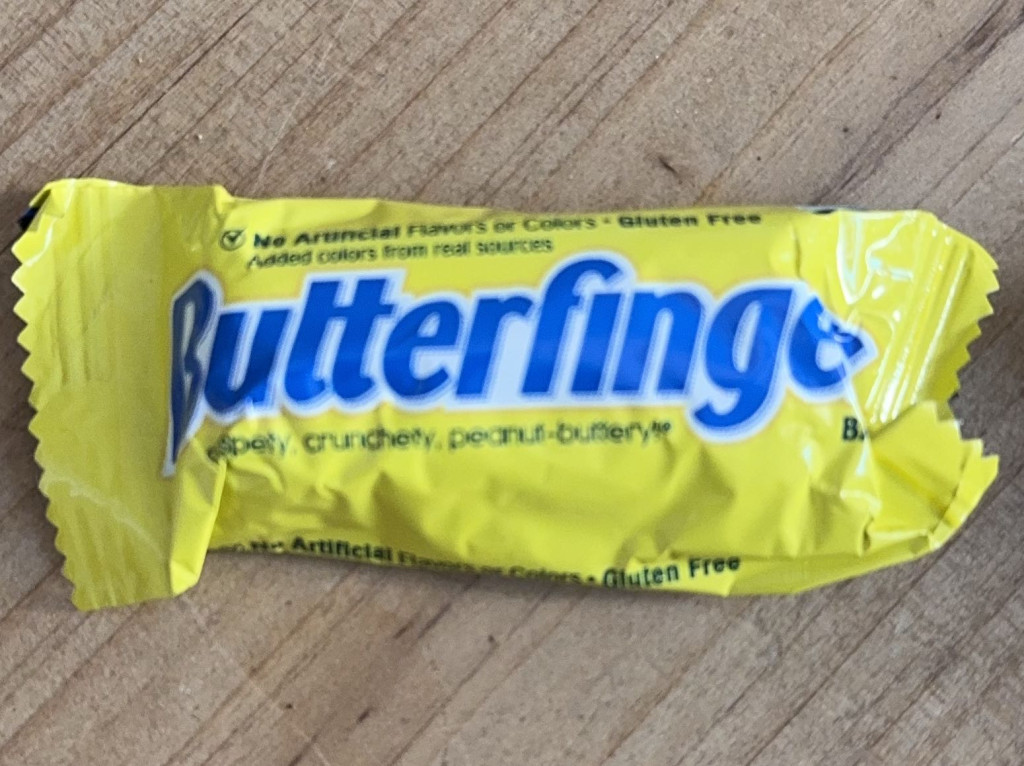 No Artificial Flavors or Colors • Gluten Free
Added colors from real sources
Butterfinge
crunchety, peanut-buttery!®
No Artificial Flavors or Colors • Gluten Free